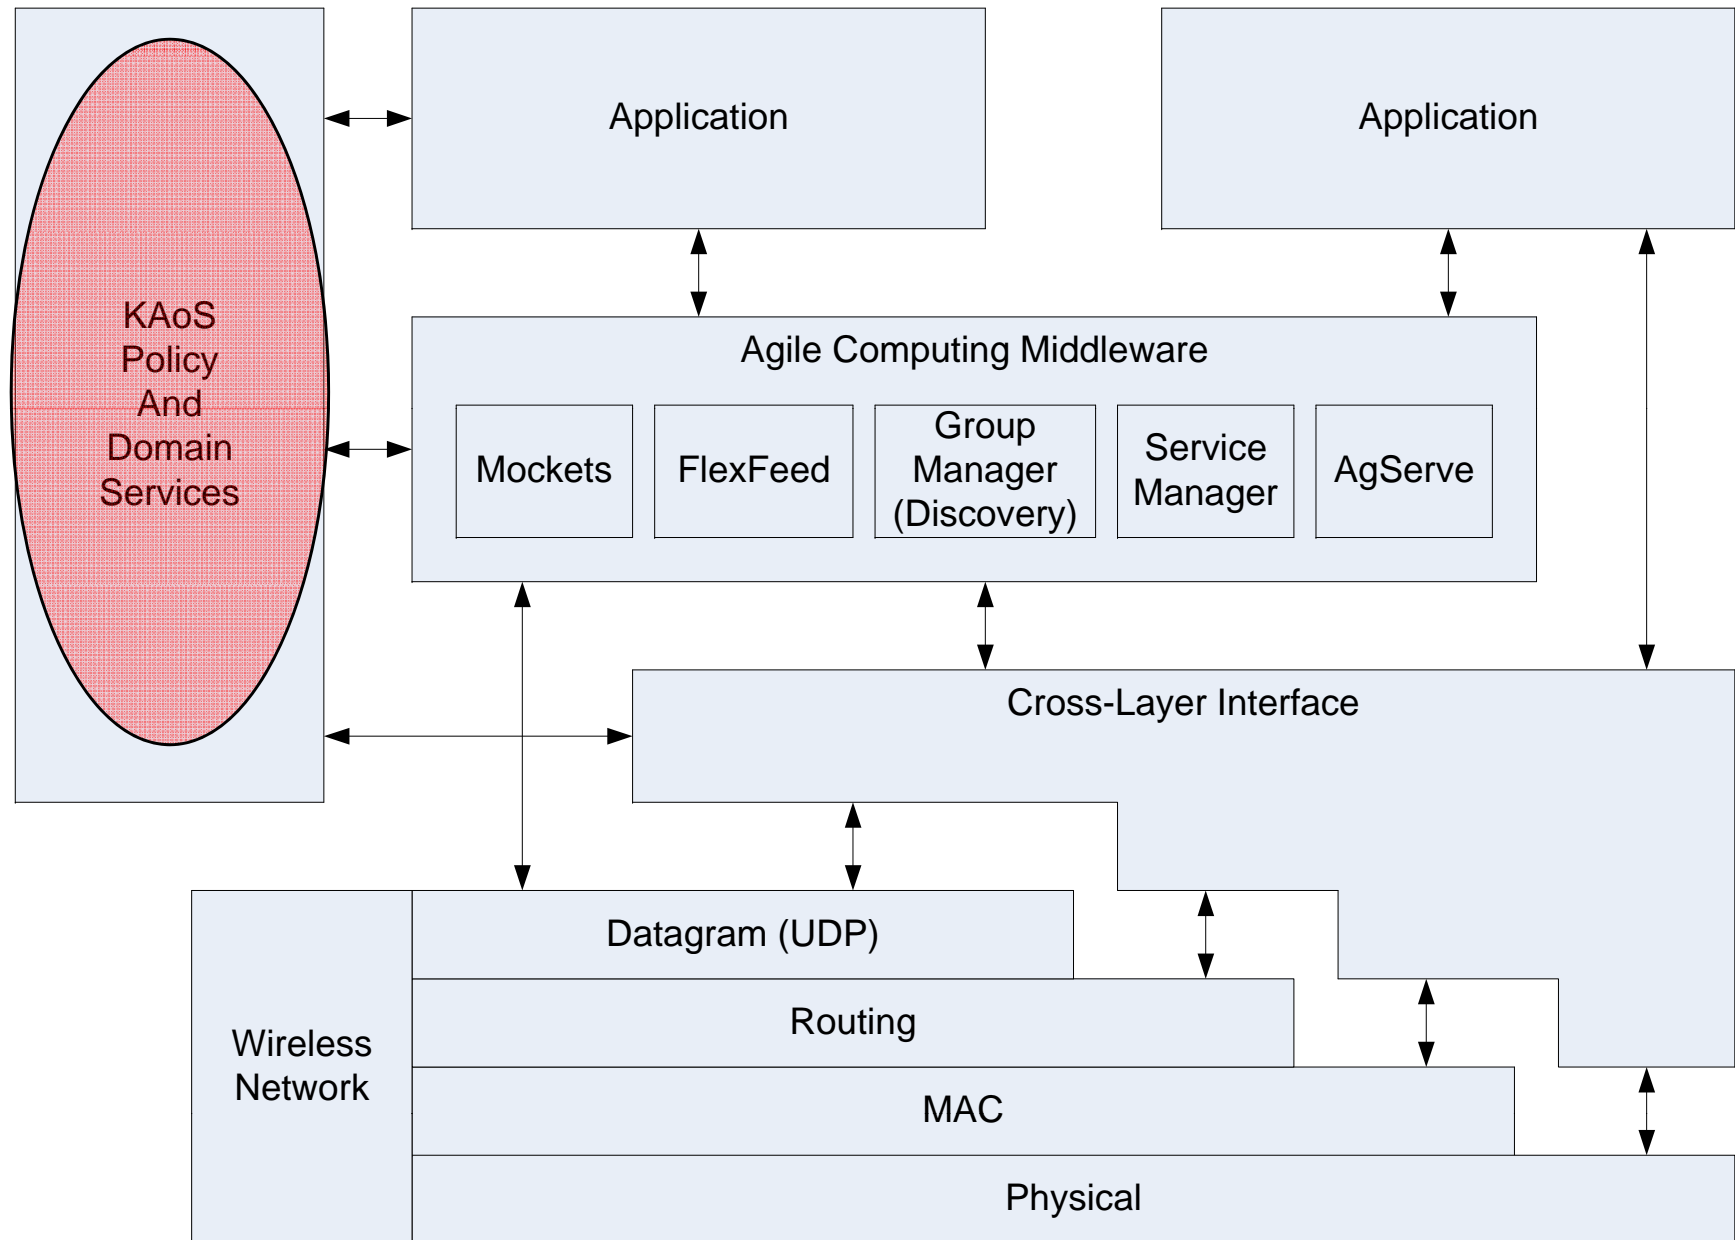 Application
Application
KAoS
Policy
And
Domain
Services
Agile Computing Middleware
Mockets
FlexFeed
Group
Manager
(Discovery)
Service
Manager
AgServe
Cross-Layer Interface
Datagram (UDP)
Routing
Wireless
Network
MAC
Physical